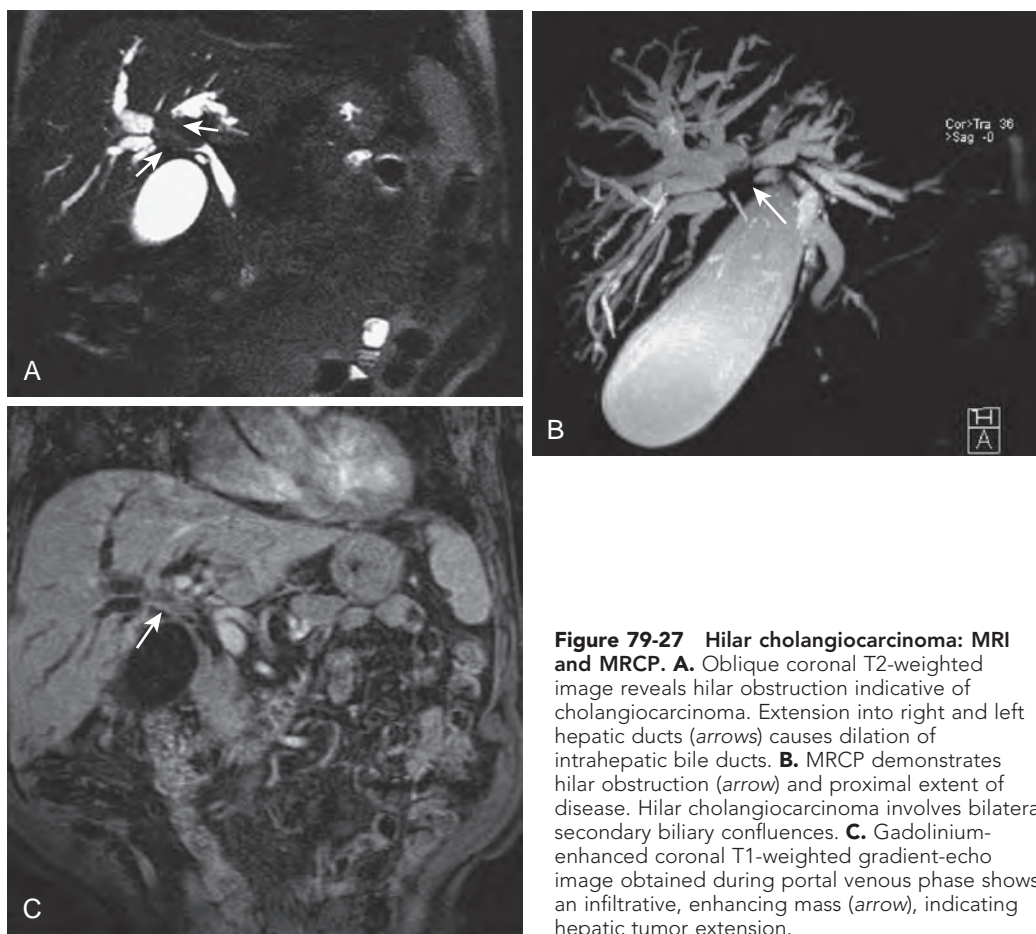 A
Cor>Tra 36
>Sag -0
B
H
A
C
Figure 79-27 Hilar cholangiocarcinoma: MRI
and MRCP. A. Oblique coronal T2-weighted
image reveals hilar obstruction indicative of
cholangiocarcinoma. Extension into right and left
hepatic ducts (arrows) causes dilation of
intrahepatic bile ducts. B. MRCP demonstrates
hilar obstruction (arrow) and proximal extent of
disease. Hilar cholangiocarcinoma involves bilatera
secondary biliary confluences. C. Gadolinium-
enhanced coronal T1-weighted gradient-echo
image obtained during portal venous phase shows
an infiltrative, enhancing mass (arrow), indicating
hepatic tumor extension.